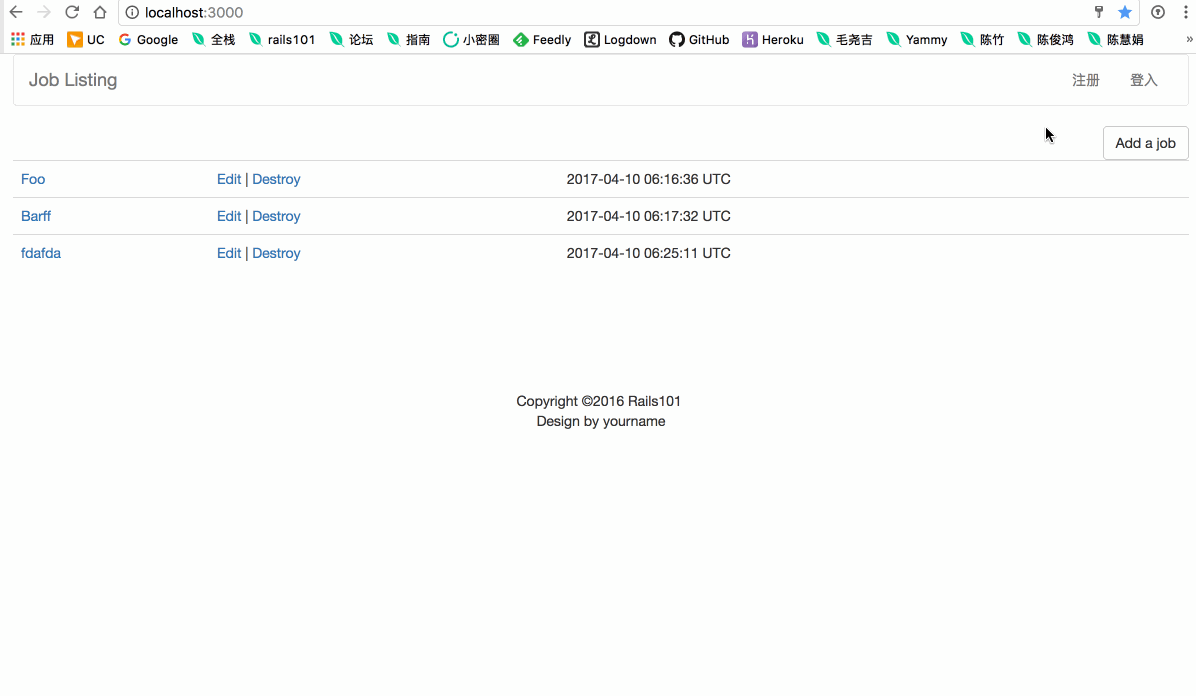 localhost:3000
应用 UC Google 全栈 rails101 论坛 指南 小密圈 Feedly Logdown GitHub Heroku 毛尧吉 Yammy 陈竹 陈俊鸿 陈慧娟 »
Job Listing 注册 登入
Add a job
Foo Edit | Destroy 2017-04-10 06:16:36 UTC
Barff Edit | Destroy 2017-04-10 06:17:32 UTC
fdafda Edit | Destroy 2017-04-10 06:25:11 UTC
Copyright ©2016 Rails101
Design by yourname